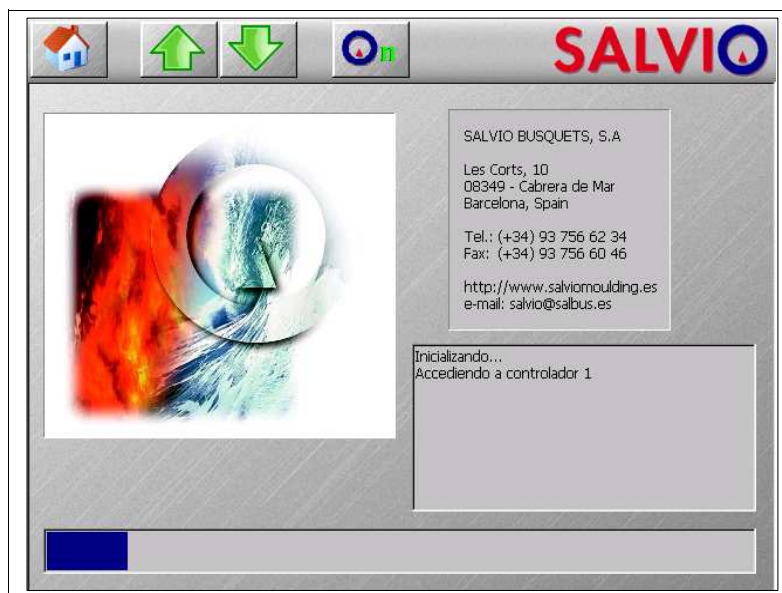 On
SALVIO
SALVIO BUSQUETS, S.A
Les Corts, 10
08349 - Cabrera de Mar
Barcelona, Spain
Tel.: (+34) 93 756 62 34
Fax: (+34) 93 756 60 46
http://www.salviomoulding.es
e-mail: salvio@salbus.es
Inicializando...
Accediendo a controlador 1